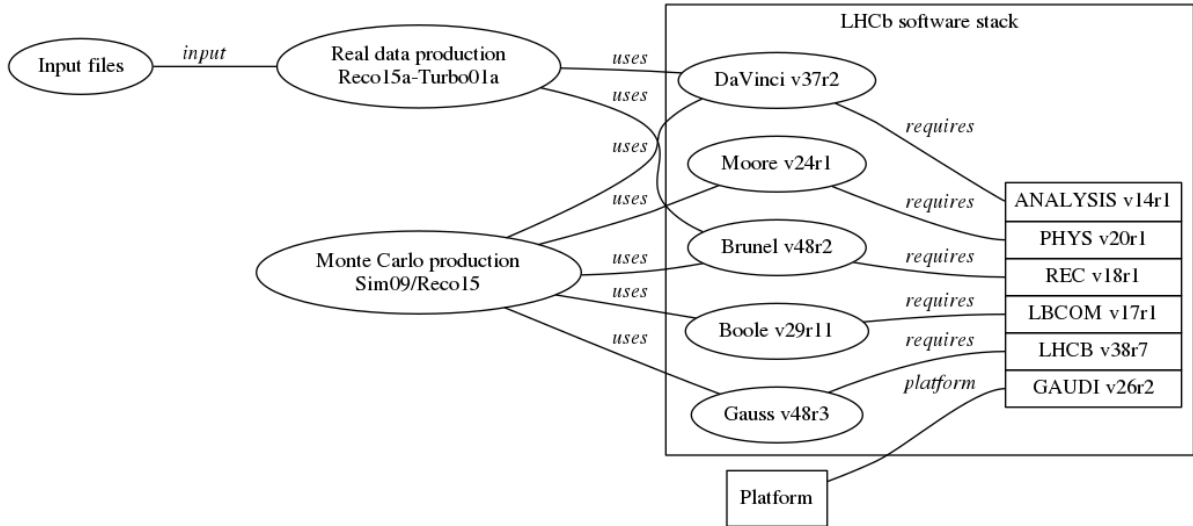 LHCb software stack
Input files
input
Real data production
Reco15a-Turbo01a
uses
uses
uses
uses
uses
uses
uses
Monte Carlo production
Sim09/Reco15
DaVinci v37r2
Moore v24r1
Brunel v48r2
Boole v29r11
Gauss v48r3
requires
requires
requires
requires
requires
platform
ANALYSIS v14r1
PHYS v20r1
REC v18r1
LBCOM v17r1
LHCB v38r7
GAUDI v26r2
Platform